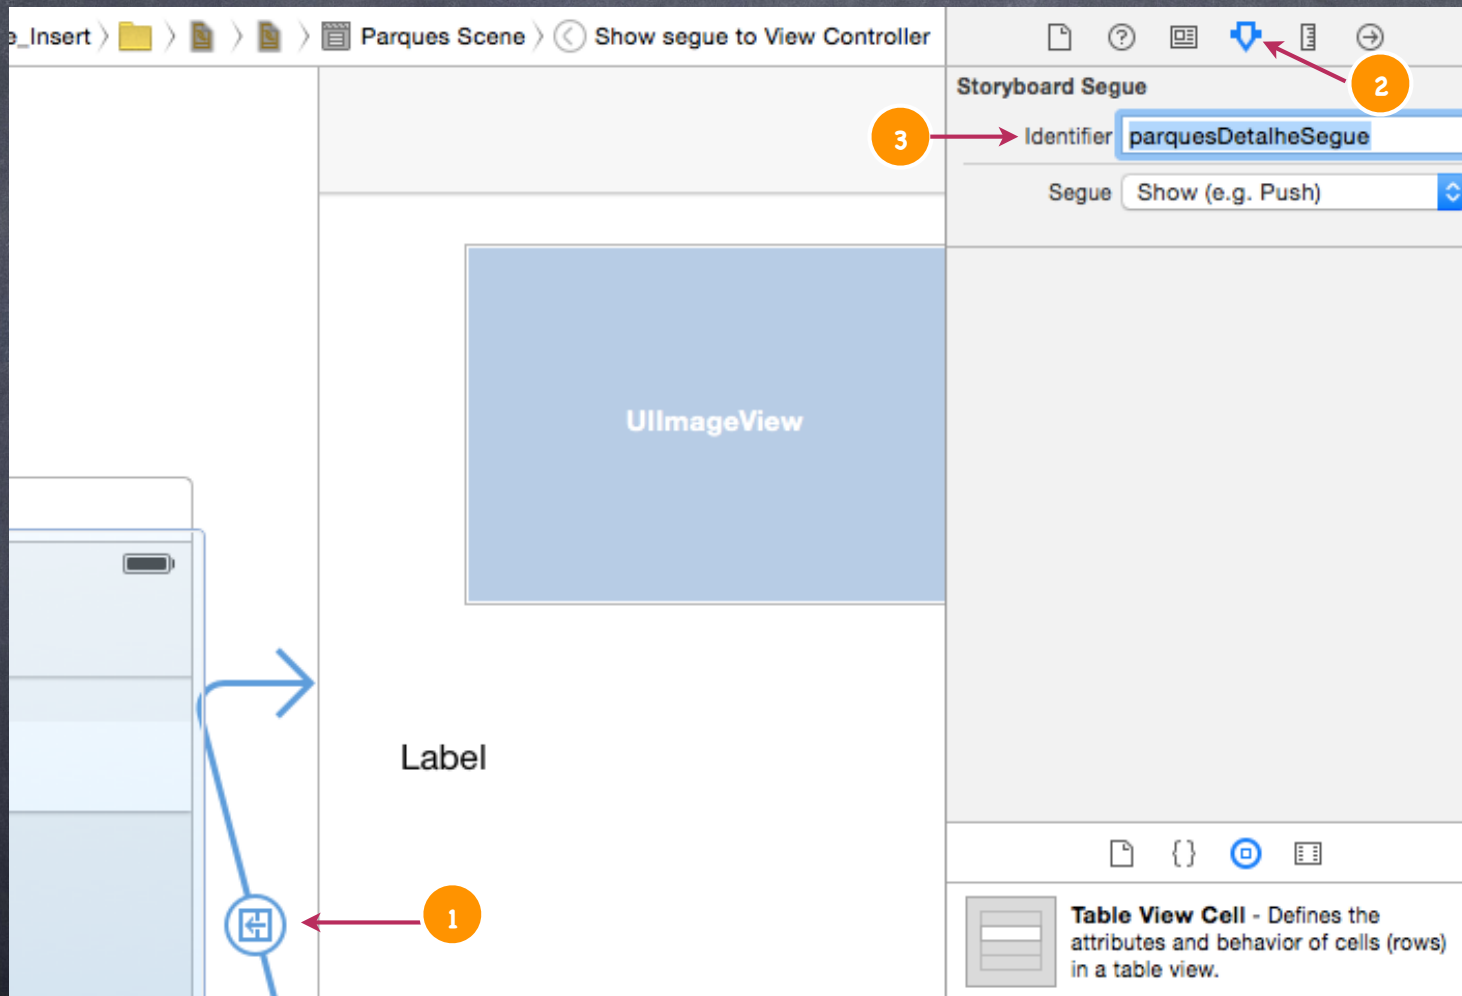 e_Insert 〉 〉 〉 〉 Parques Scene 〉 Show segue to View Controller
Storyboard Segue
2
3
Identifier parquesDetalheSegue
Segue Show (e.g. Push)
UIImageView
Label
1
Table View Cell - Defines the
attributes and behavior of cells (rows)
in a table view.